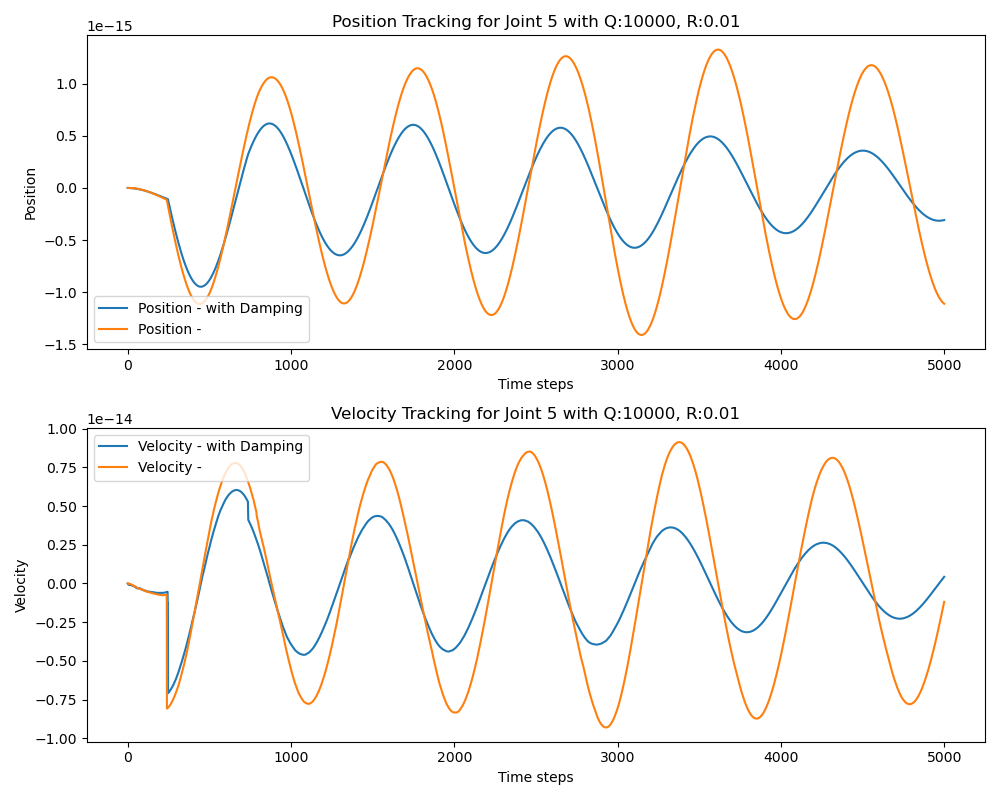 Position Tracking for Joint 5 with Q:10000, R:0.01
1e−15
1.0
0.5
0.0
−0.5
−1.0
−1.5
Position
Position - with Damping
Position -
0 1000 2000 3000 4000 5000
Time steps
Velocity Tracking for Joint 5 with Q:10000, R:0.01
1e−14
1.00
0.75
0.50
0.25
0.00
−0.25
−0.50
−0.75
−1.00
Velocity
Velocity - with Damping
Velocity -
0 1000 2000 3000 4000 5000
Time steps